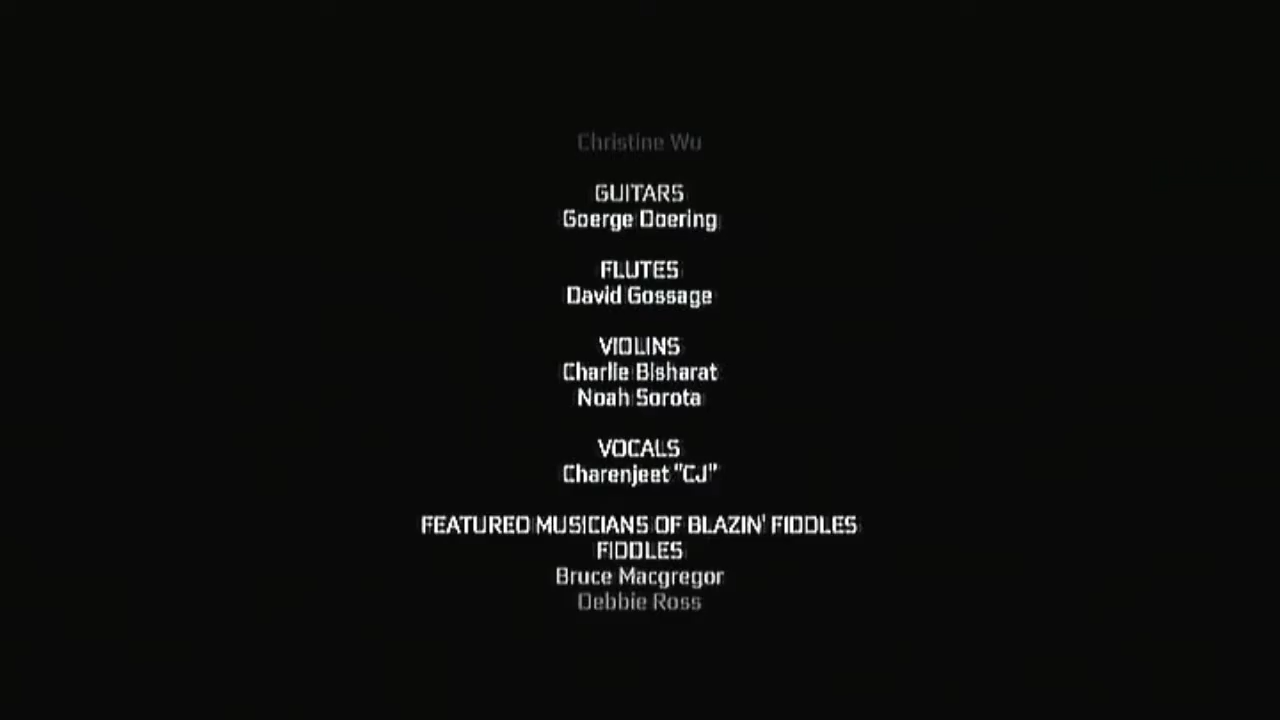 Christine Wu
GUITARS
Goerge Doering
FLUTES
David Gossage
VIOLINS
Charlie Bisharat
Noah Sorota
VOCALS
Charenjeet "CJ"
FEATURED MUSICIANS OF BLAZIN' FIDDLES
FIDDLES
Bruce Macgregor
Debbie Ross